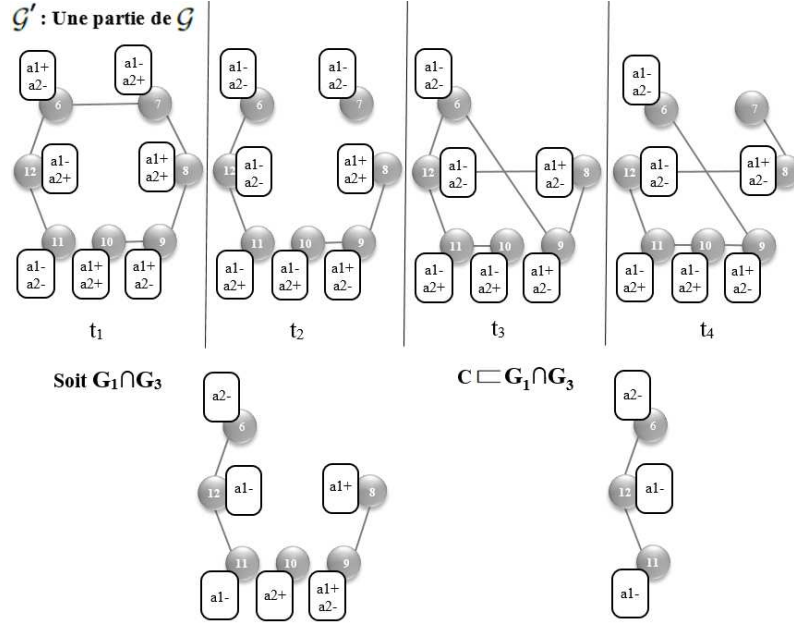 𝒢′ : Une partie de 𝒢
a1+
a2-
6
a1-
a2+
7
12
a1-
a2+
a1+
a2+
8
11
10
9
a1-
a2-
a1+
a2+
a1+
a2-
t₁
a1-
a2-
6
a1-
a2-
7
12
a1-
a2-
a1+
a2+
8
11
10
9
a1-
a2+
a1-
a2+
a1+
a2-
t₂
a1-
a2-
6
12
a1-
a2-
a1+
a2-
8
11
10
9
a1-
a2+
a1-
a2+
a1+
a2-
t₃
a1-
a2-
6
7
12
a1-
a2-
a1+
a2-
8
11
10
9
a1-
a2+
a1-
a2+
a1+
a2-
t₄
Soit G₁∩G₃
a2-
6
12
a1-
a1+
8
11
10
9
a1-
a2+
a1+
a2-
C ⊏ G₁∩G₃
a2-
6
12
a1-
11
a1-